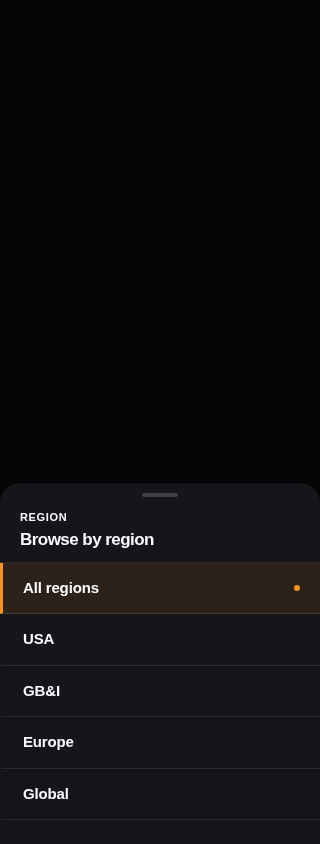 REGION
Browse by region
All regions
USA
GB&I
Europe
Global